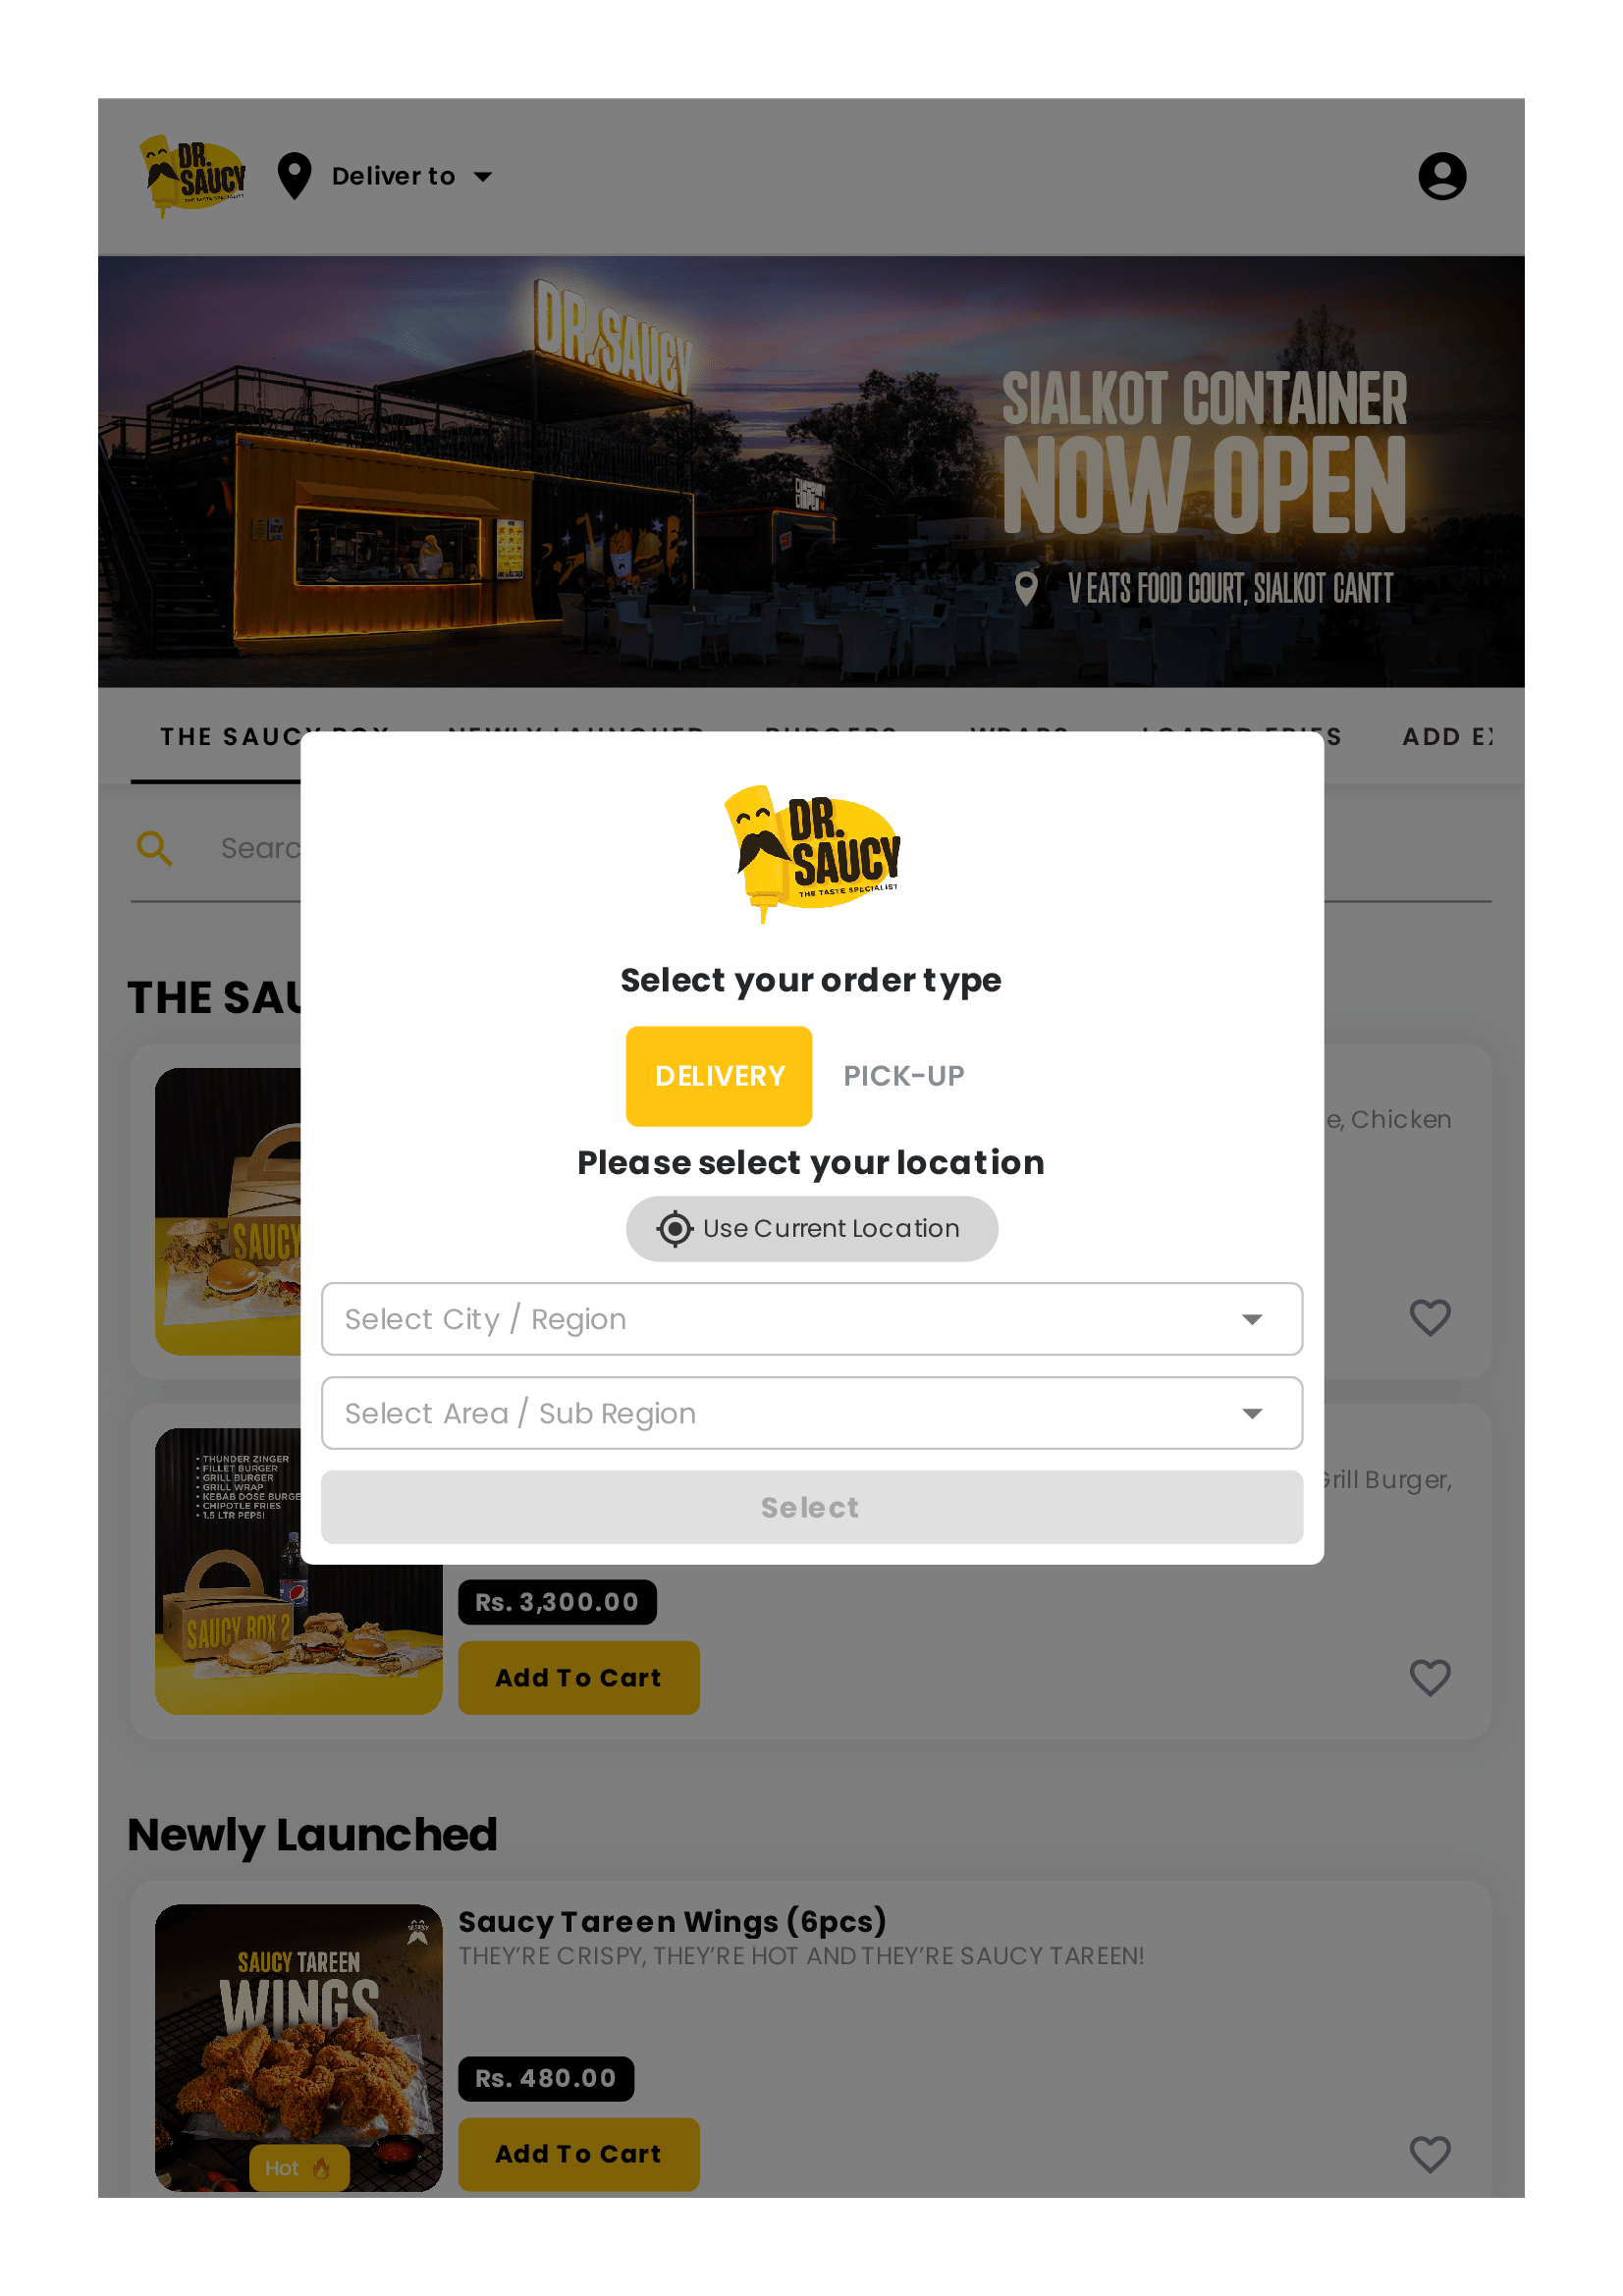 DR.
SAUCY
Deliver to
DR. SAUCY
SIALKOT CONTAINER
NOW OPEN
V EATS FOOD COURT, SIALKOT CANTT
THE SAUCY BOX NEWLY LAUNCHED BURGERS WRAPS LOADED FRIES ADD EX
Searc
DR.
SAUCY
THE TASTE SPECIALIST
Select your order type
DELIVERY PICK-UP
Please select your location
Use Current Location
Select City / Region
Select Area / Sub Region
Select
THE SAU
SAUCY
e, Chicken
• THUNDER ZINGER
• FILLET BURGER
• GRILL BURGER
• GRILL WRAP
• KEBAB DOSE BURGE
• CHIPOTLE FRIES
• 1.5 LTR PEPSI
SAUCY BOX 2
Grill Burger,
Rs. 3,300.00
Add To Cart
Newly Launched
SAUCY TAREEN
WINGS
Hot
Saucy Tareen Wings (6pcs)
THEY'RE CRISPY, THEY'RE HOT AND THEY'RE SAUCY TAREEN!
Rs. 480.00
Add To Cart